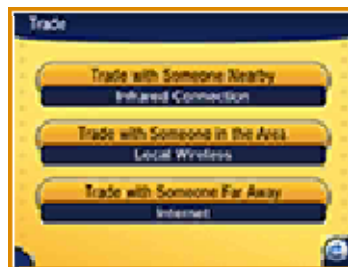 Trade
Trade with Someone Nearby
Infrared Connection
Trade with Someone in the Area
Local Wireless
Trade with Someone Far Away
Internet